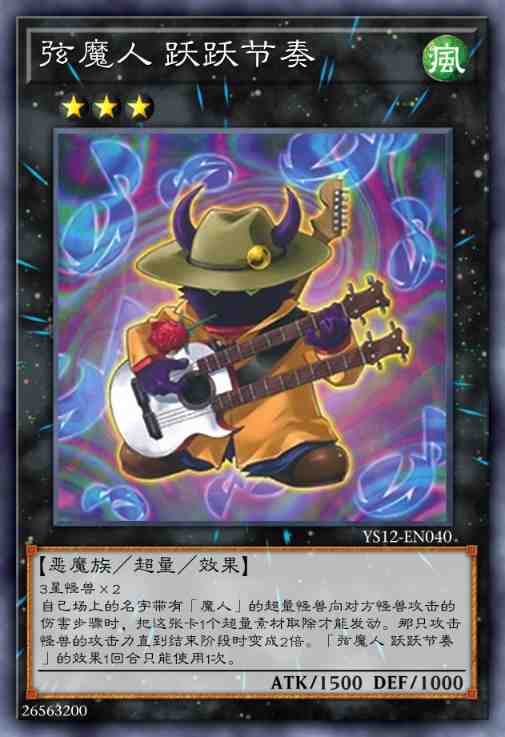 弦魔人 跃跃节奏
風
YS12-EN040
【恶魔族／超量／效果】
3星怪兽×2
自己场上的名字带有「魔人」的超量怪兽向对方怪兽攻击的
伤害步骤时，把这张卡1个超量素材取除才能发动。那只攻击
怪兽的攻击力直到结束阶段时变成2倍。「弦魔人 跃跃节奏
」的效果1回合只能使用1次。
ATK/1500 DEF/1000
26563200